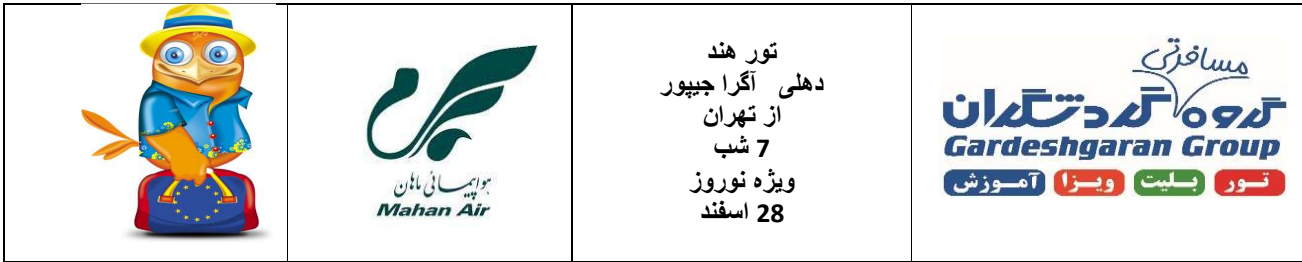 مسافرتی
گروه گردشگران
Gardeshgaran Group
تور بلیت ویزا آموزش
تور هند
دهلی آگرا جیپور
از تهران
7 شب
ویژه نوروز
28 اسفند
هواپیمائی ماهان
Mahan Air